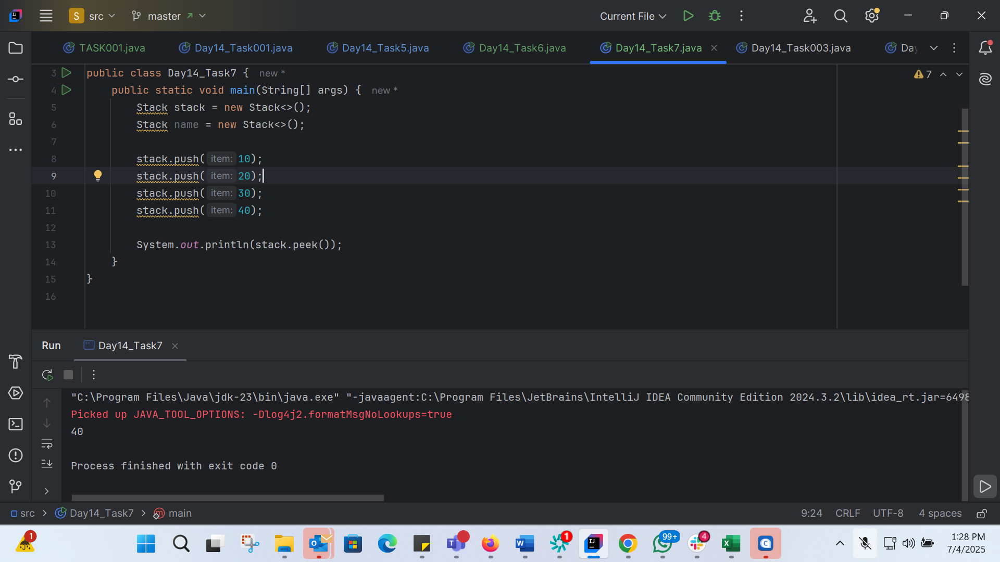 S src master Current File
TASK001.java Day14_Task001.java Day14_Task5.java Day14_Task6.java Day14_Task7.java Day14_Task003.java Day
3 public class Day14_Task7 { new *
4 public static void main(String[] args) { new *
5 Stack stack = new Stack<>();
6 Stack name = new Stack<>();
7
8 stack.push( item: 10);
9 stack.push( item: 20);
10 stack.push( item: 30);
11 stack.push( item: 40);
12
13 System.out.println(stack.peek());
14 }
15 }
16
7
Run Day14_Task7
"C:\Program Files\Java\jdk-23\bin\java.exe" "-javaagent:C:\Program Files\JetBrains\IntelliJ IDEA Community Edition 2024.3.2\lib\idea_rt.jar=6498
Picked up JAVA_TOOL_OPTIONS: -Dlog4j2.formatMsgNoLookups=true
40
Process finished with exit code 0
src Day14_Task7 main 9:24 CRLF UTF-8 4 spaces
1 1 99+ 4
1:28 PM
7/4/2025